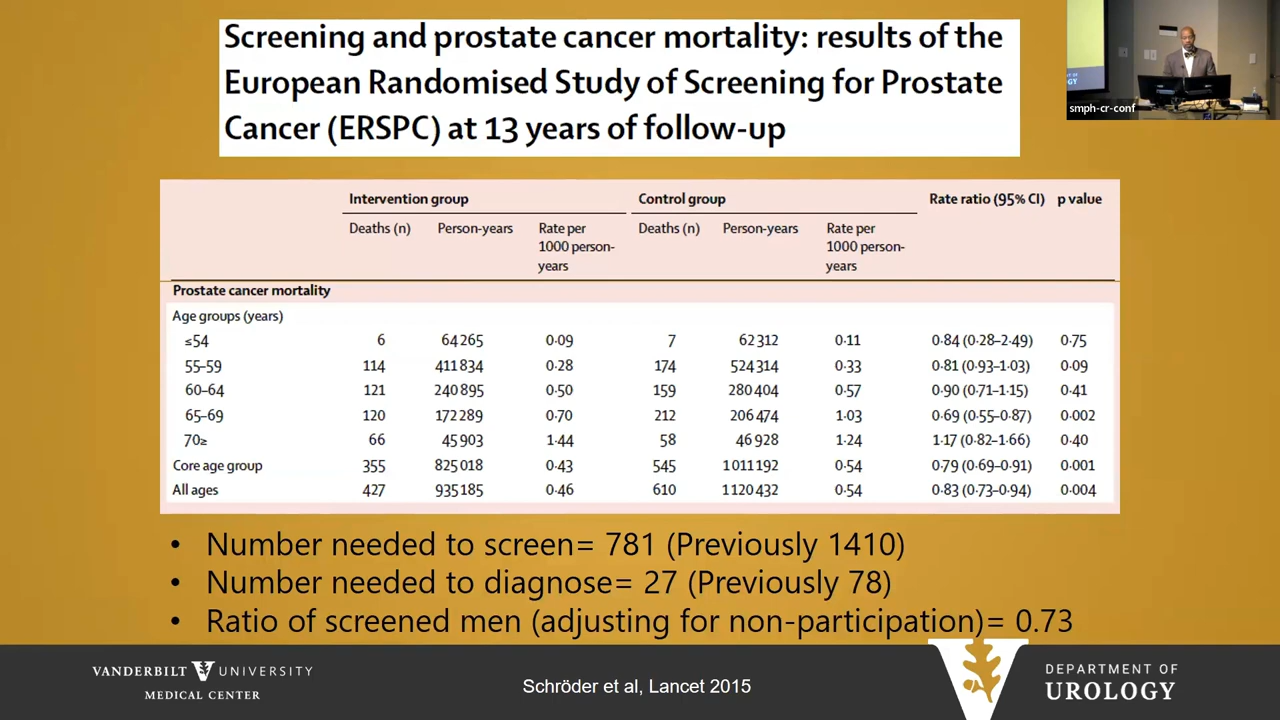 Screening and prostate cancer mortality: results of the
European Randomised Study of Screening for Prostate
Cancer (ERSPC) at 13 years of follow-up
smph-cr-conf
Intervention group Control group Rate ratio (95% CI) p value
Deaths (n) Person-years Rate per 1000 person-years Deaths (n) Person-years Rate per 1000 person-years
Prostate cancer mortality
Age groups (years)
≤54 6 64 265 0·09 7 62 312 0·11 0·84 (0·28–2·49) 0·75
55–59 114 411 834 0·28 174 524 314 0·33 0·81 (0·93–1·03) 0·09
60–64 121 240 895 0·50 159 280 404 0·57 0·90 (0·71–1·15) 0·41
65–69 120 172 289 0·70 212 206 474 1·03 0·69 (0·55–0·87) 0·002
70≥ 66 45 903 1·44 58 46 928 1·24 1·17 (0·82–1·66) 0·40
Core age group 355 825 018 0·43 545 1 011 192 0·54 0·79 (0·69–0·91) 0·001
All ages 427 935 185 0·46 610 1 120 432 0·54 0·83 (0·73–0·94) 0·004
• Number needed to screen= 781 (Previously 1410)
• Number needed to diagnose= 27 (Previously 78)
• Ratio of screened men (adjusting for non-participation)= 0.73
VANDERBILT V UNIVERSITY
MEDICAL CENTER
Schröder et al, Lancet 2015
DEPARTMENT OF
UROLOGY